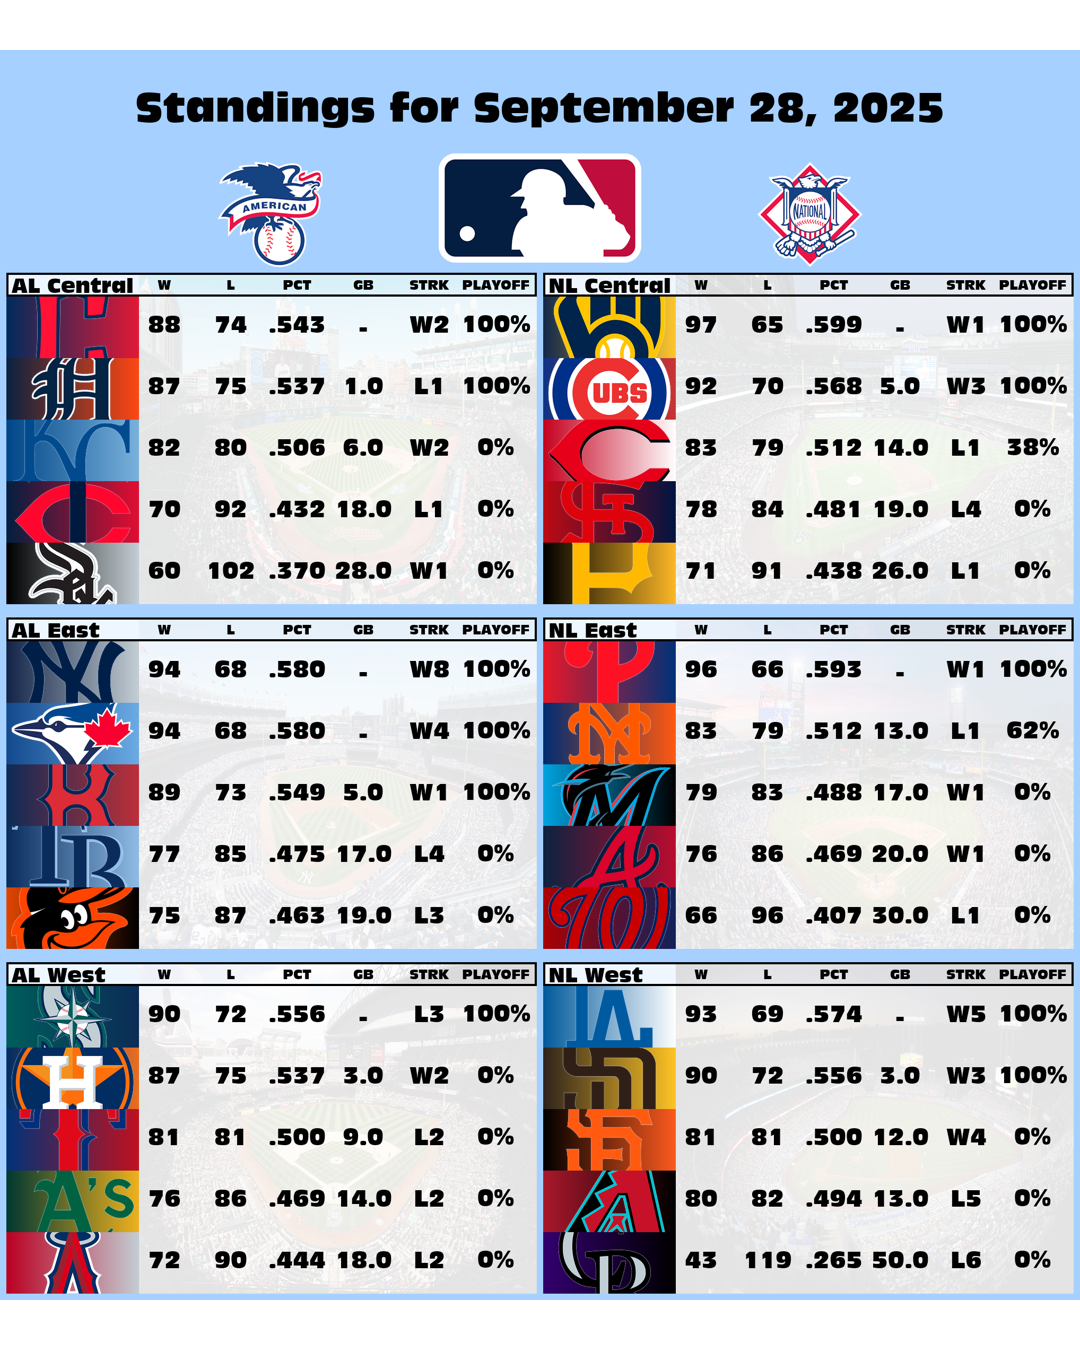 Standings for September 28, 2025
AMERICAN
NATIONAL
AL Central W L PCT GB STRK PLAYOFF
88 74 .543 - W2 100%
87 75 .537 1.0 L1 100%
KC 82 80 .506 6.0 W2 0%
C 70 92 .432 18.0 L1 0%
60 102 .370 28.0 W1 0%
NL Central W L PCT GB STRK PLAYOFF
97 65 .599 - W1 100%
CUBS 92 70 .568 5.0 W3 100%
C 83 79 .512 14.0 L1 38%
78 84 .481 19.0 L4 0%
P 71 91 .438 26.0 L1 0%
AL East W L PCT GB STRK PLAYOFF
NY 94 68 .580 - W8 100%
94 68 .580 - W4 100%
B 89 73 .549 5.0 W1 100%
TB 77 85 .475 17.0 L4 0%
75 87 .463 19.0 L3 0%
NL East W L PCT GB STRK PLAYOFF
P 96 66 .593 - W1 100%
NY 83 79 .512 13.0 L1 62%
M 79 83 .488 17.0 W1 0%
A 76 86 .469 20.0 W1 0%
W 66 96 .407 30.0 L1 0%
AL West W L PCT GB STRK PLAYOFF
S 90 72 .556 - L3 100%
H 87 75 .537 3.0 W2 0%
T 81 81 .500 9.0 L2 0%
A's 76 86 .469 14.0 L2 0%
A 72 90 .444 18.0 L2 0%
NL West W L PCT GB STRK PLAYOFF
LA 93 69 .574 - W5 100%
SD 90 72 .556 3.0 W3 100%
SF 81 81 .500 12.0 W4 0%
A 80 82 .494 13.0 L5 0%
CR 43 119 .265 50.0 L6 0%